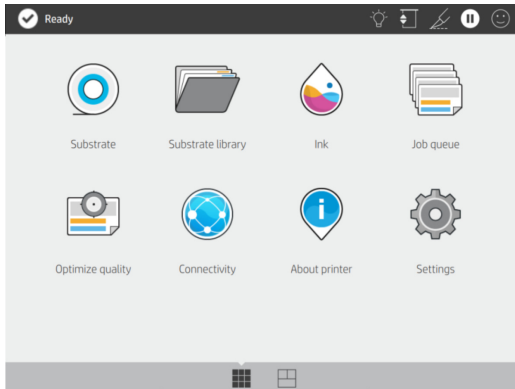 Ready
Substrate
Substrate library
Ink
Job queue
Optimize quality
Connectivity
About printer
Settings